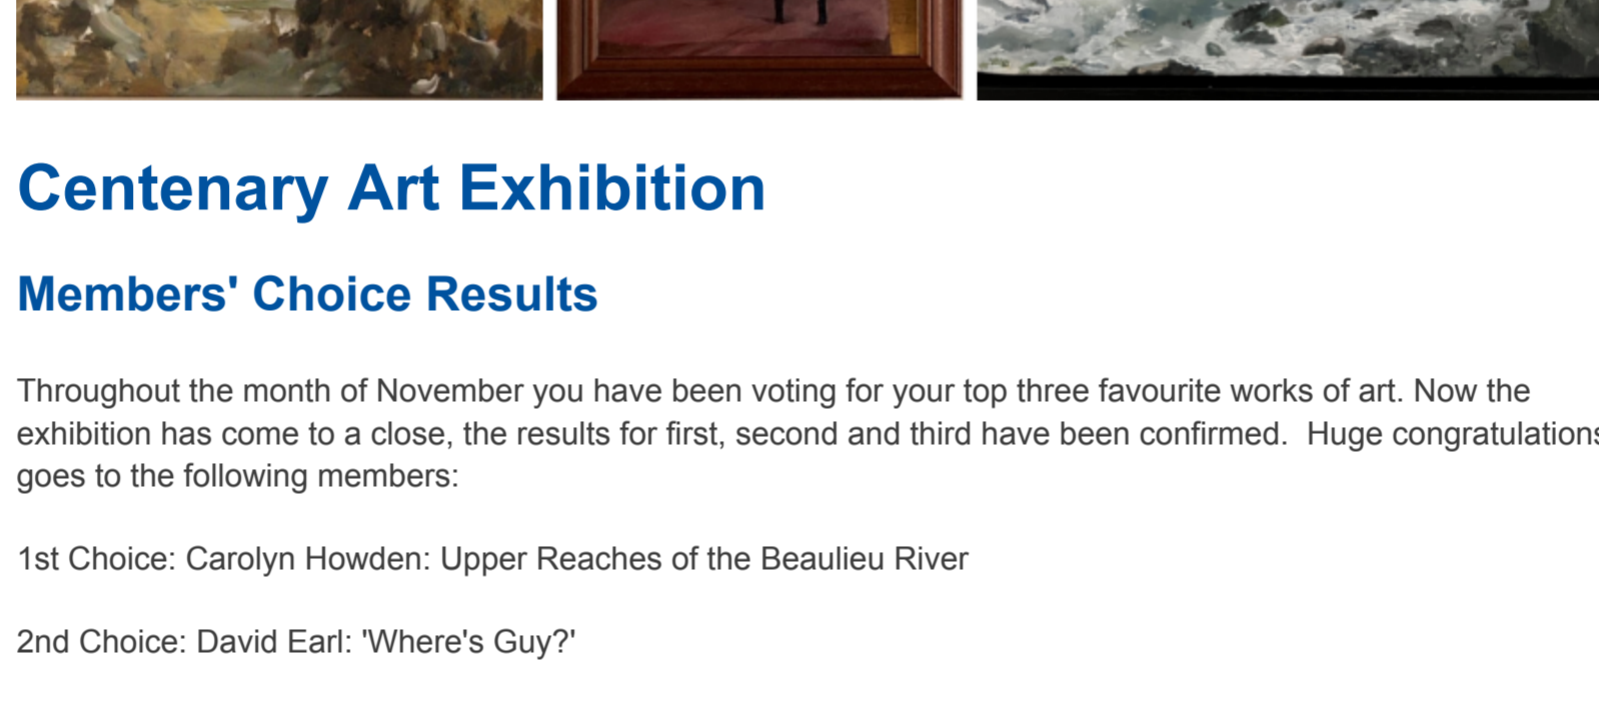 Centenary Art Exhibition
Members' Choice Results
Throughout the month of November you have been voting for your top three favourite works of art. Now the
exhibition has come to a close, the results for first, second and third have been confirmed.  Huge congratulations
goes to the following members:
1st Choice: Carolyn Howden: Upper Reaches of the Beaulieu River
2nd Choice: David Earl: 'Where's Guy?'